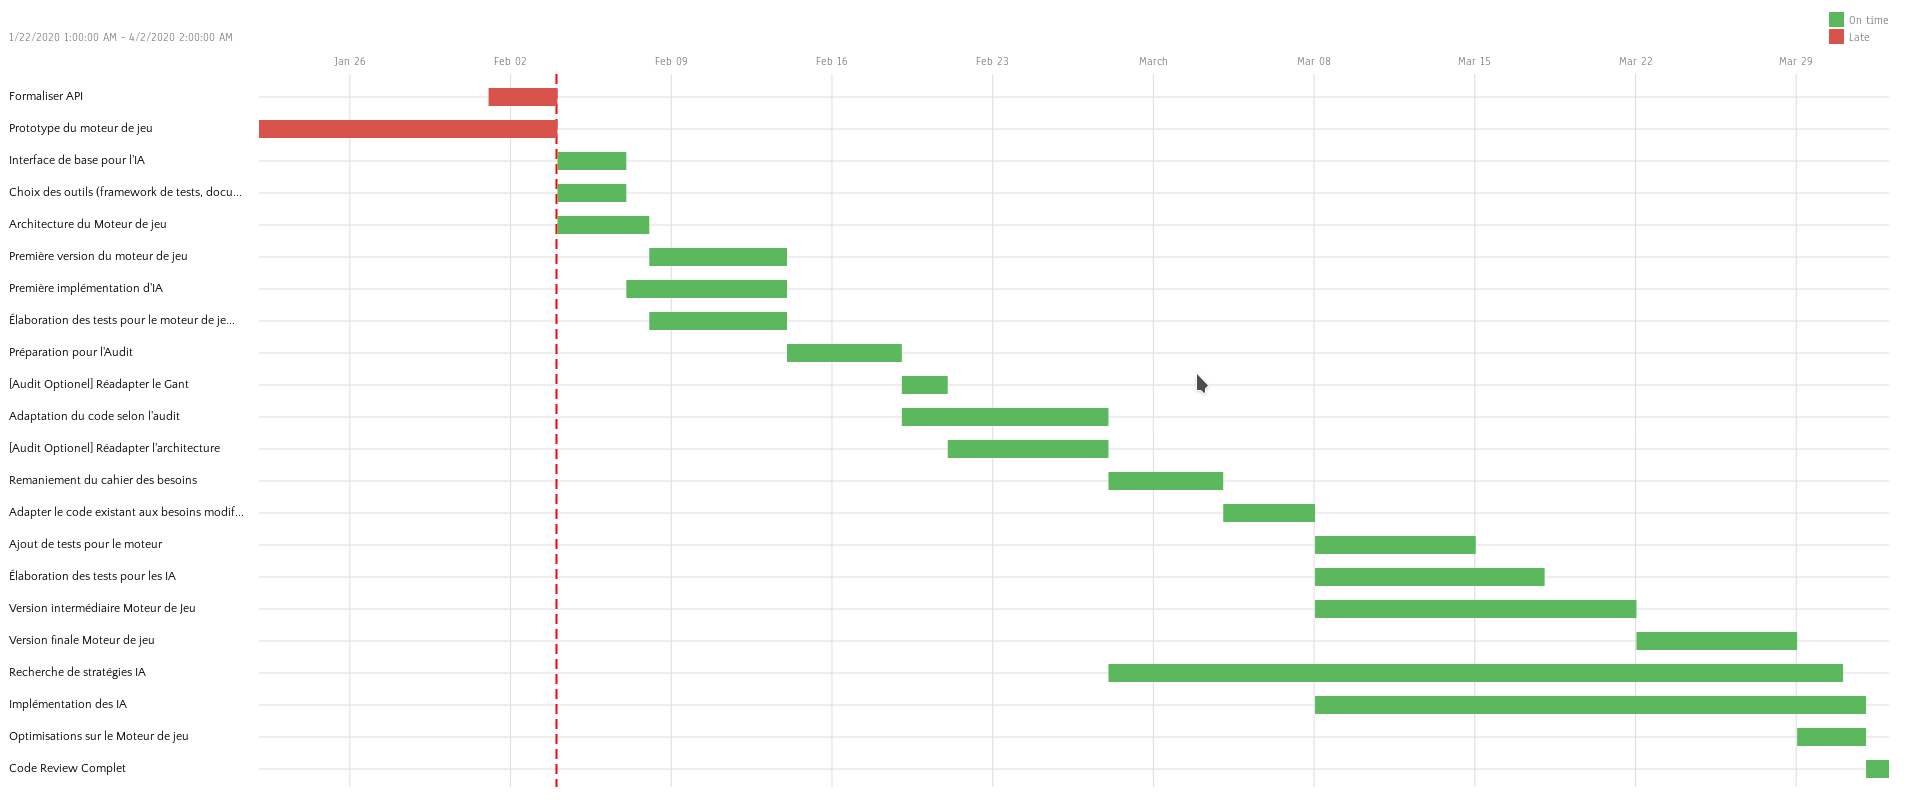 On time
1/22/2020 1:00:00 AM - 4/2/2020 2:00:00 AM
Late
Jan 26 Feb 02 Feb 09 Feb 16 Feb 23 March Mar 08 Mar 15 Mar 22 Mar 29
Formaliser API
Prototype du moteur de jeu
Interface de base pour l'IA
Choix des outils (framework de tests, docu...
Architecture du Moteur de jeu
Première version du moteur de jeu
Première implémentation d'IA
Élaboration des tests pour le moteur de je...
Préparation pour l'Audit
[Audit Optionel] Réadapter le Gant
Adaptation du code selon l'audit
[Audit Optionel] Réadapter l'architecture
Remaniement du cahier des besoins
Adapter le code existant aux besoins modif...
Ajout de tests pour le moteur
Élaboration des tests pour les IA
Version intermédiaire Moteur de Jeu
Version finale Moteur de jeu
Recherche de stratégies IA
Implémentation des IA
Optimisations sur le Moteur de jeu
Code Review Complet